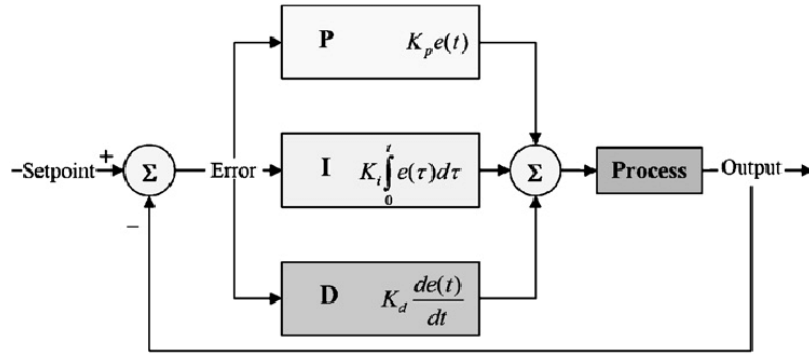 P K_p e(t)
–Setpoint
+
Σ
–
Error
I K_i ∫_0^t e(τ)dτ
Σ
Process
Output
D K_d de(t)/dt